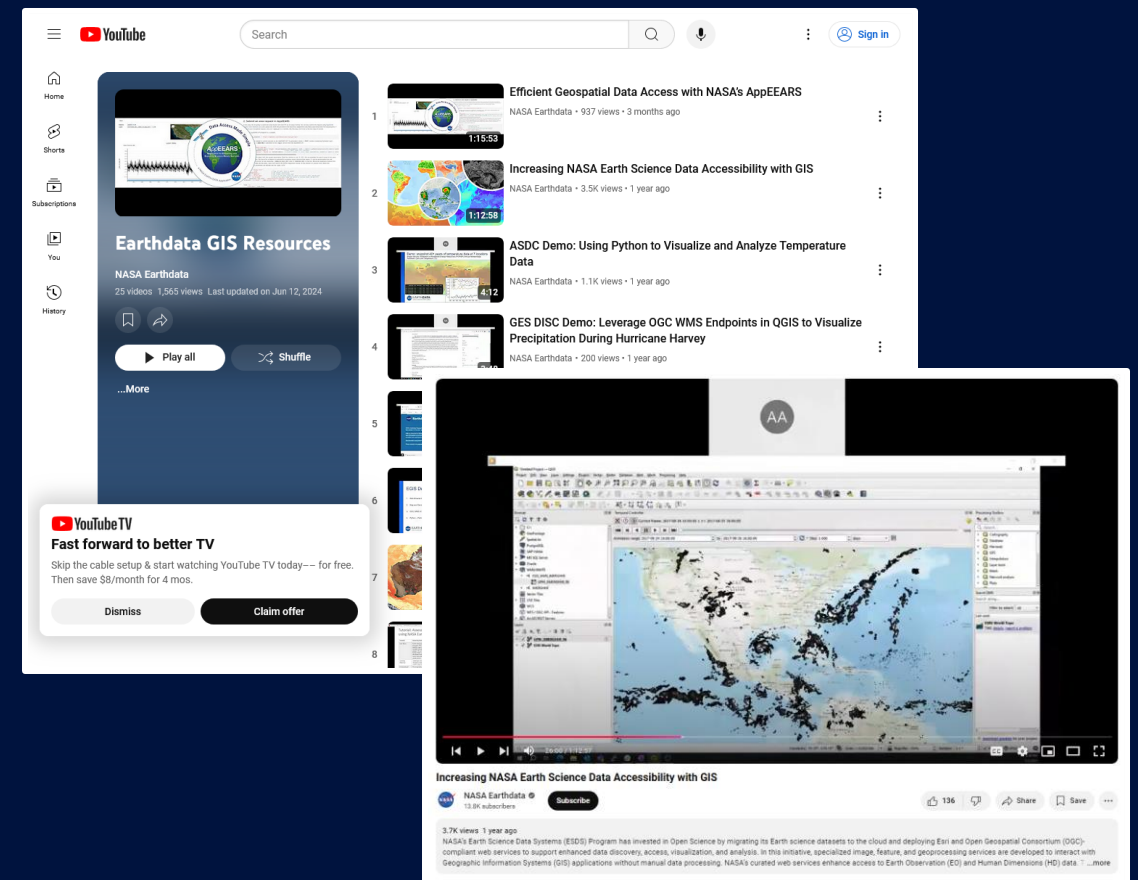 YouTube
Search
Sign in
Home
Shorts
Subscriptions
You
History
AppEEARS
Earthdata GIS Resources
NASA Earthdata
25 videos 1,565 views Last updated on Jun 12, 2024
Play all
Shuffle
...More
1
1:15:53
Efficient Geospatial Data Access with NASA's AppEEARS
NASA Earthdata • 937 views • 3 months ago
2
1:12:58
Increasing NASA Earth Science Data Accessibility with GIS
NASA Earthdata • 3.5K views • 1 year ago
3
4:12
ASDC Demo: Using Python to Visualize and Analyze Temperature
Data
NASA Earthdata • 1.1K views • 1 year ago
4
GES DISC Demo: Leverage OGC WMS Endpoints in QGIS to Visualize
Precipitation During Hurricane Harvey
NASA Earthdata • 200 views • 1 year ago
5
6
7
8
YouTube TV
Fast forward to better TV
Skip the cable setup & start watching YouTube TV today–– for free.
Then save $8/month for 4 mos.
Dismiss
Claim offer
AA
Increasing NASA Earth Science Data Accessibility with GIS
NASA Earthdata
13.8K subscribers
Subscribe
136
Share
Save
3.7K views 1 year ago
NASA's Earth Science Data Systems (ESDS) Program has invested in Open Science by migrating its Earth science datasets to the cloud and deploying Esri and Open Geospatial Consortium (OGC)-
compliant web services to support enhanced data discovery, access, visualization, and analysis. In this initiative, specialized image, feature, and geoprocessing services are developed to interact with
Geographic Information Systems (GIS) applications without manual data processing. NASA's curated web services enhance access to Earth Observation (EO) and Human Dimensions (HD) data. ...more